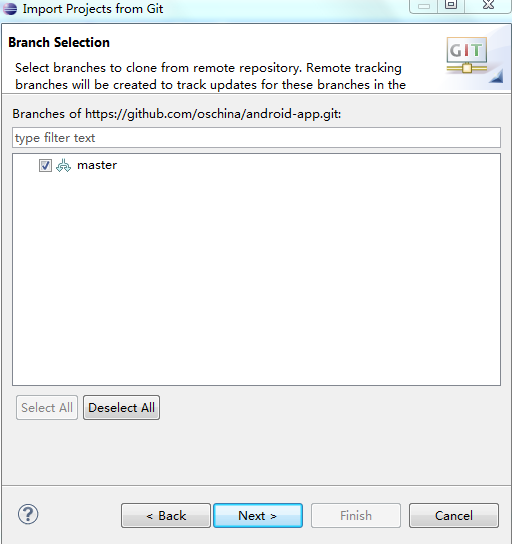 Import Projects from Git
Branch Selection
GIT
Select branches to clone from remote repository. Remote tracking
branches will be created to track updates for these branches in the
Branches of https://github.com/oschina/android-app.git:
type filter text
master
Select All
Deselect All
?
< Back
Next >
Finish
Cancel